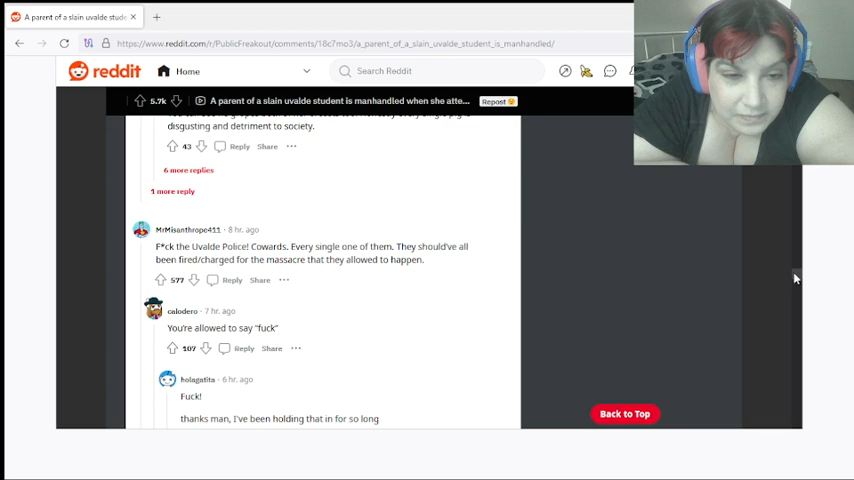 A parent of a slain uvalde stude
https://www.reddit.com/r/PublicFreakout/comments/18c7mo3/a_parent_of_a_slain_uvalde_student_is_manhandled/
reddit
Home
Search Reddit
5.7k
A parent of a slain uvalde student is manhandled when she atte...
Repost
disgusting and detriment to society.
43 Reply Share
6 more replies
1 more reply
MrMisanthrope411 · 8 hr. ago
F*ck the Uvalde Police! Cowards. Every single one of them. They should've all
been fired/charged for the massacre that they allowed to happen.
577 Reply Share
calodero · 7 hr. ago
You're allowed to say "fuck"
107 Reply Share
holagatita · 6 hr. ago
Fuck!
thanks man, I've been holding that in for so long
Back to Top